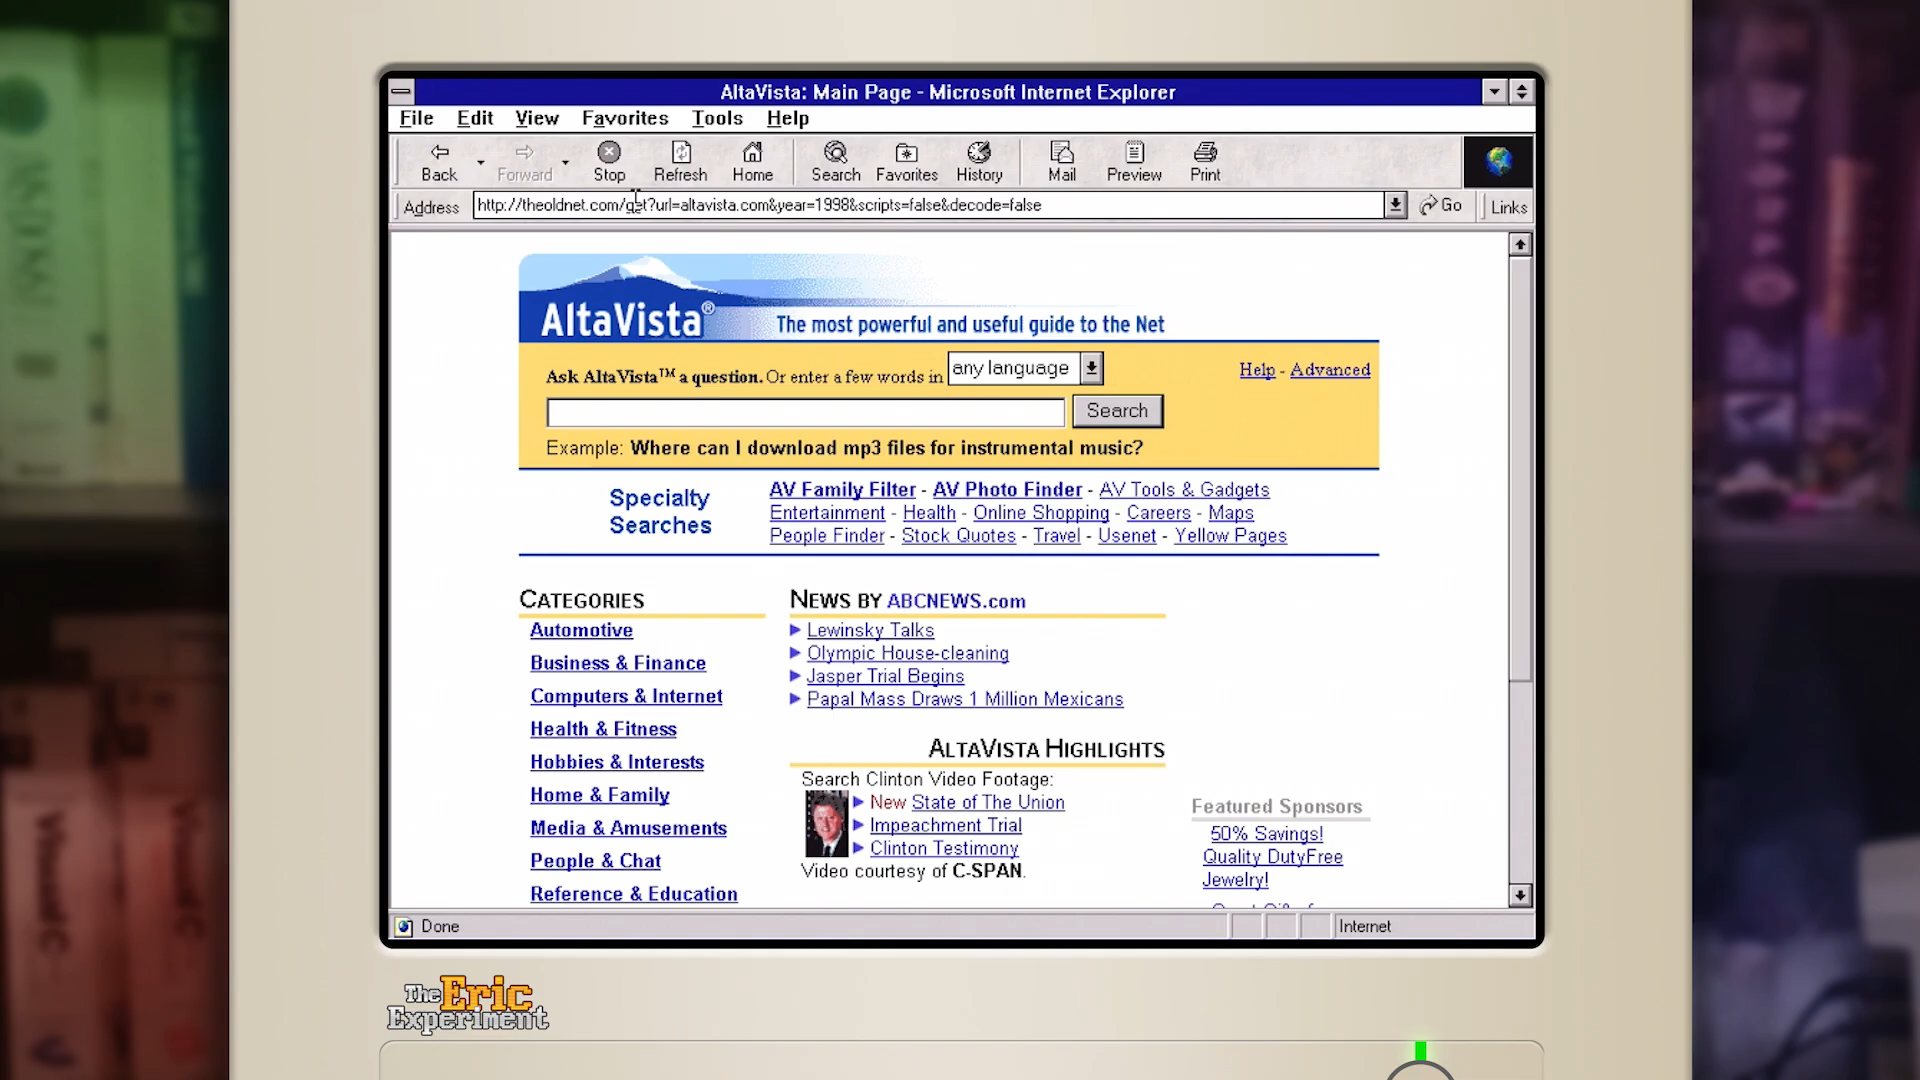 AltaVista: Main Page - Microsoft Internet Explorer
File Edit View Favorites Tools Help
Back Forward Stop Refresh Home Search Favorites History Mail Preview Print
Address http://theoldnet.com/get?url=altavista.com&year=1998&scripts=false&decode=false Go Links
AltaVista® The most powerful and useful guide to the Net
Ask AltaVista™ a question. Or enter a few words in any language Help - Advanced
Search
Example: Where can I download mp3 files for instrumental music?
Specialty
Searches
AV Family Filter - AV Photo Finder - AV Tools & Gadgets
Entertainment - Health - Online Shopping - Careers - Maps
People Finder - Stock Quotes - Travel - Usenet - Yellow Pages
CATEGORIES
Automotive
Business & Finance
Computers & Internet
Health & Fitness
Hobbies & Interests
Home & Family
Media & Amusements
People & Chat
Reference & Education
NEWS BY ABCNEWS.com
Lewinsky Talks
Olympic House-cleaning
Jasper Trial Begins
Papal Mass Draws 1 Million Mexicans
ALTAVISTA HIGHLIGHTS
Search Clinton Video Footage:
New State of The Union
Impeachment Trial
Clinton Testimony
Video courtesy of C-SPAN.
Featured Sponsors
50% Savings!
Quality DutyFree
Jewelry!
Done Internet
The Eric
Experiment